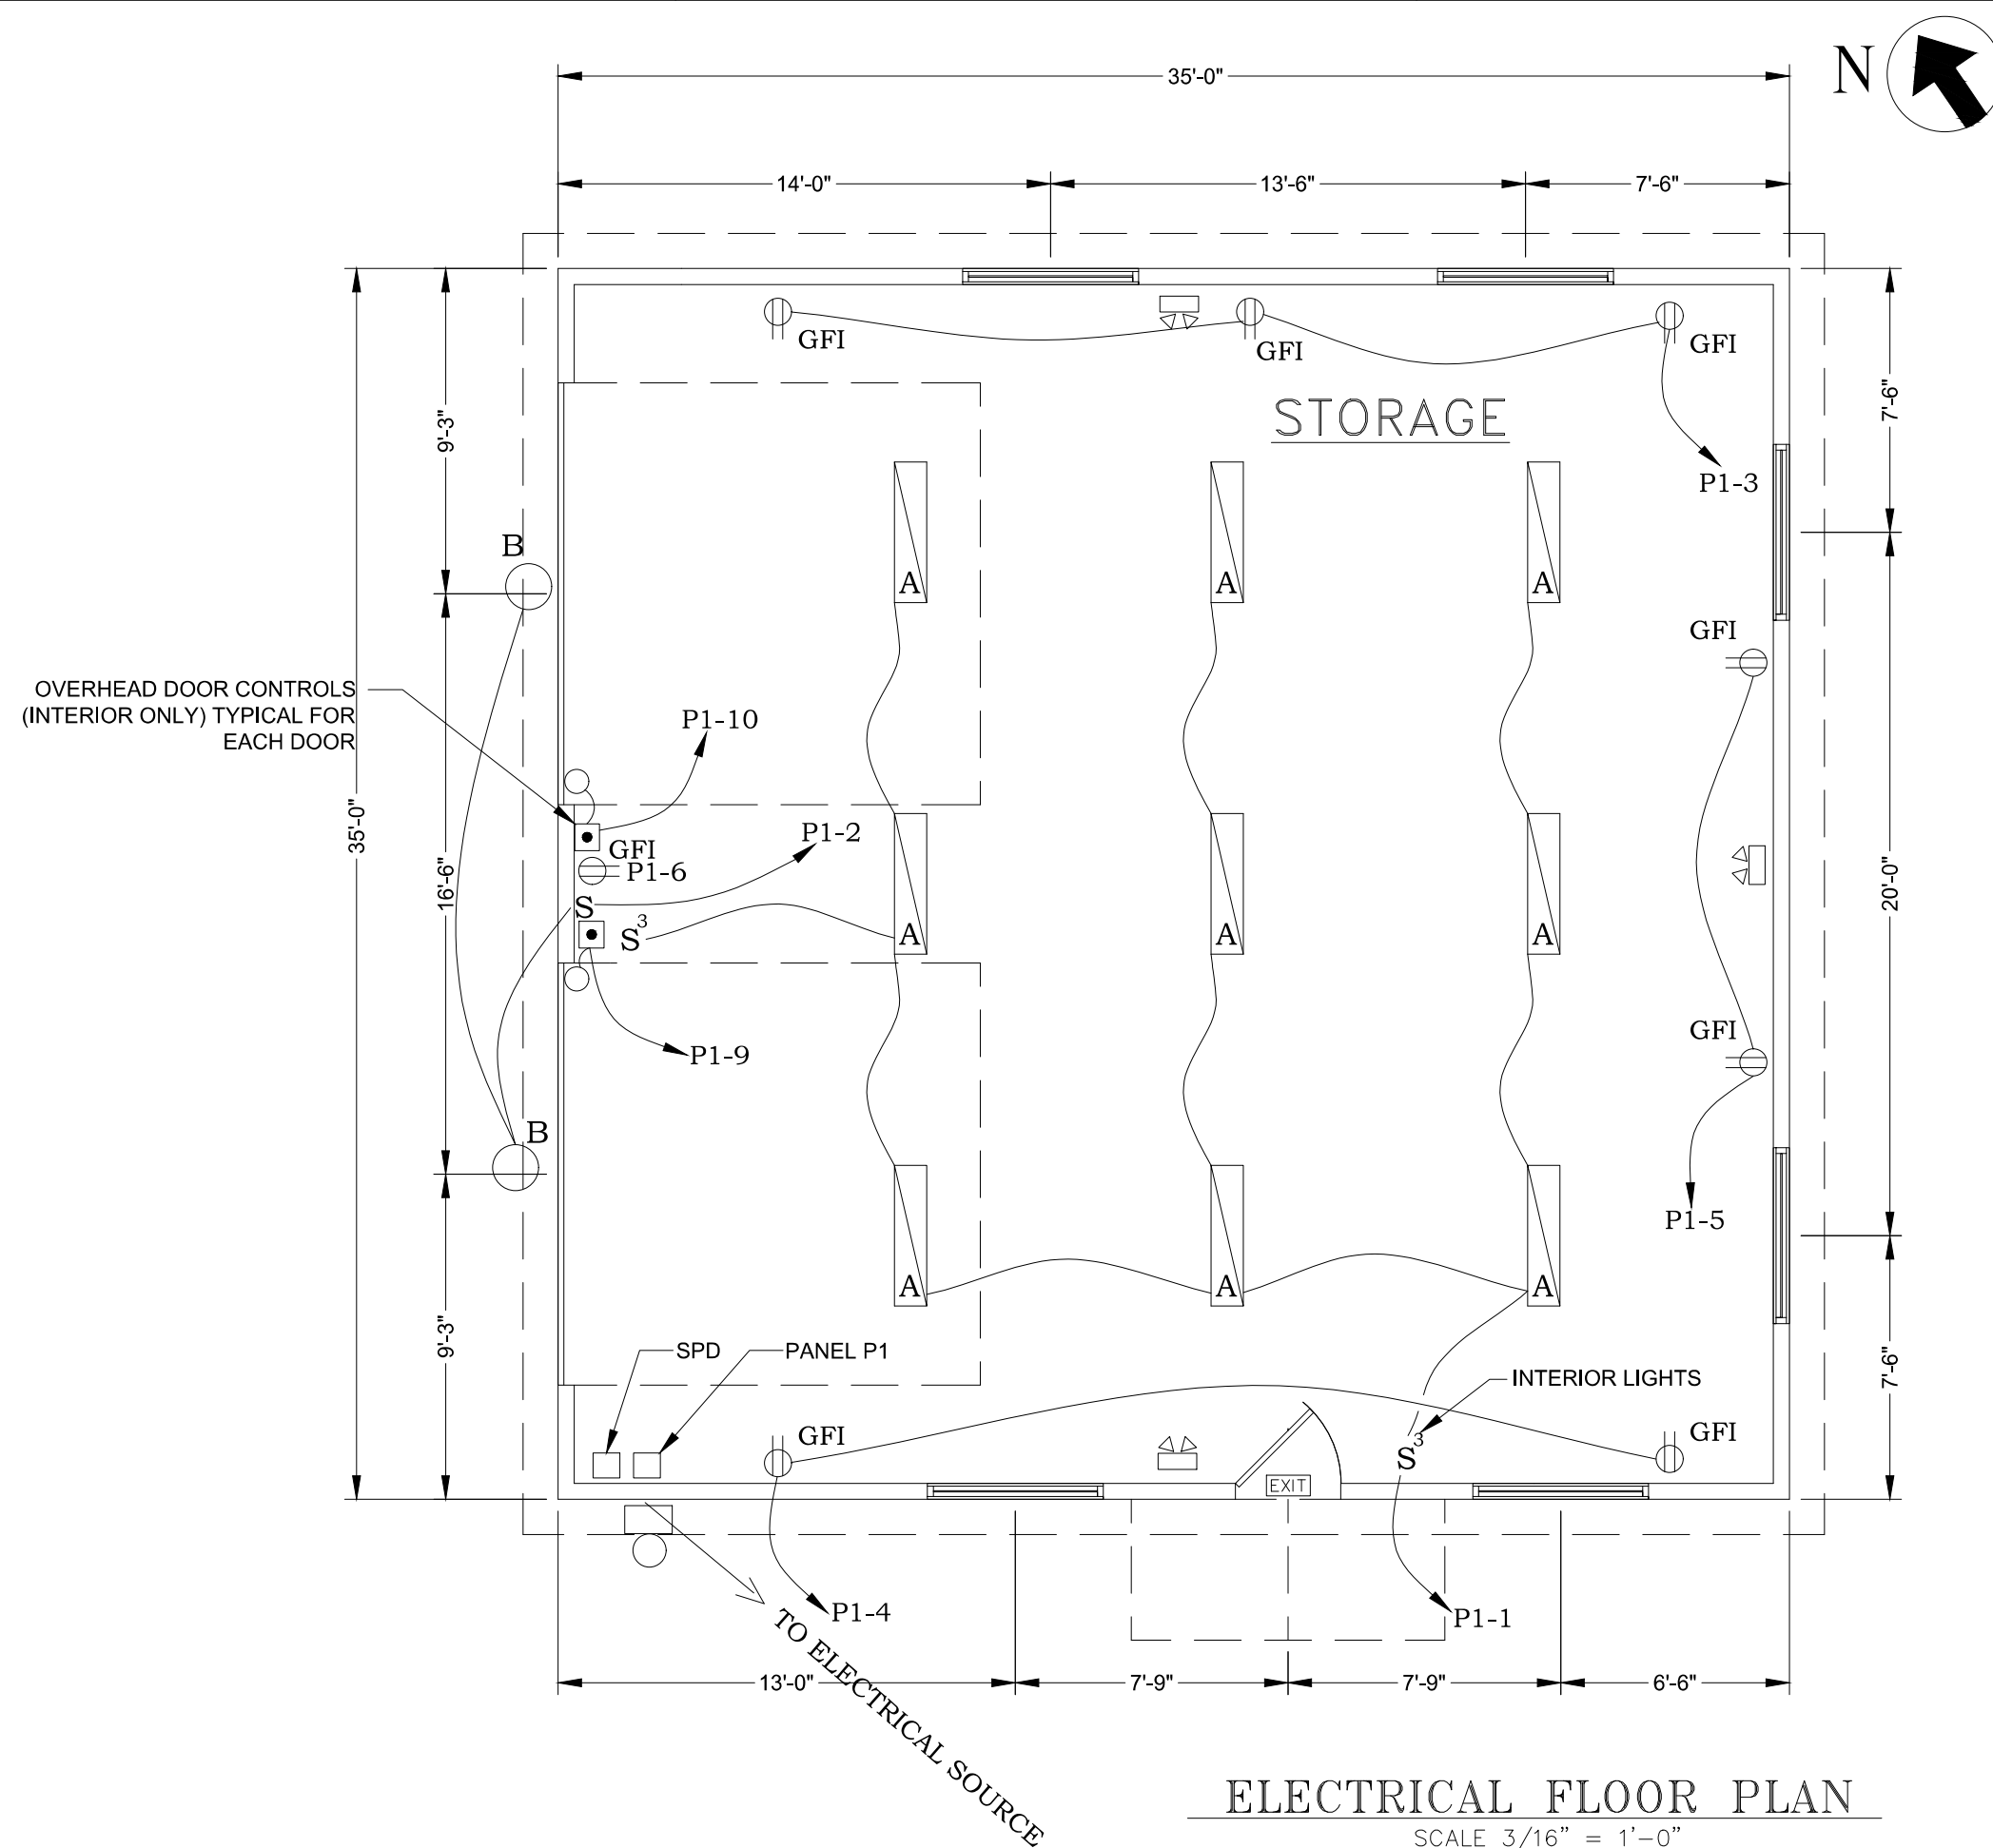 N
35'-0"
14'-0"
13'-6"
7'-6"
GFI
GFI
GFI
STORAGE
9'-3"
7'-6"
P1-3
B
A
A
A
GFI
OVERHEAD DOOR CONTROLS
(INTERIOR ONLY) TYPICAL FOR
EACH DOOR
P1-10
35'-0"
P1-2
GFI
P1-6
16'-6"
20'-0"
S
S3
A
A
A
GFI
P1-9
B
P1-5
A
A
A
9'-3"
SPD
PANEL P1
7'-6"
INTERIOR LIGHTS
GFI
GFI
S3
EXIT
P1-4
P1-1
TO ELECTRICAL SOURCE
13'-0"
7'-9"
7'-9"
6'-6"
ELECTRICAL FLOOR PLAN
SCALE 3/16" = 1'-0"